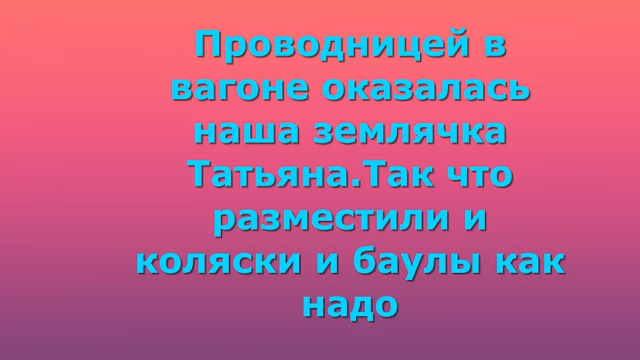 Проводницей в
вагоне оказалась
наша землячка
Татьяна.Так что
разместили и
коляски и баулы как
надо